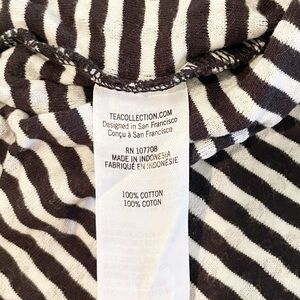 TEACOLLECTION.COM
Designed in San Francisco
Conçu à San Francisco
RN 107708
MADE IN INDONESIA
FABRIQUÉ EN INDONÉSIE
100% COTTON
100% COTON